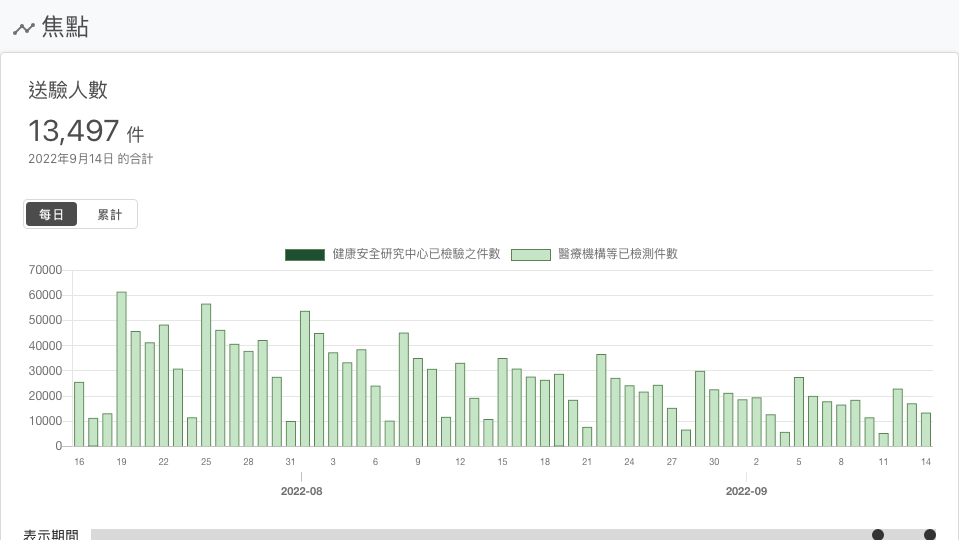 焦點
送驗人數
13,497 件
2022年9月14日 的合計
每日 累計
健康安全研究中心已檢驗之件數 醫療機構等已檢測件數
70000
60000
50000
40000
30000
20000
10000
0
16 19 22 25 28 31 3 6 9 12 15 18 21 24 27 30 2 5 8 11 14
2022-08 2022-09
表示期間